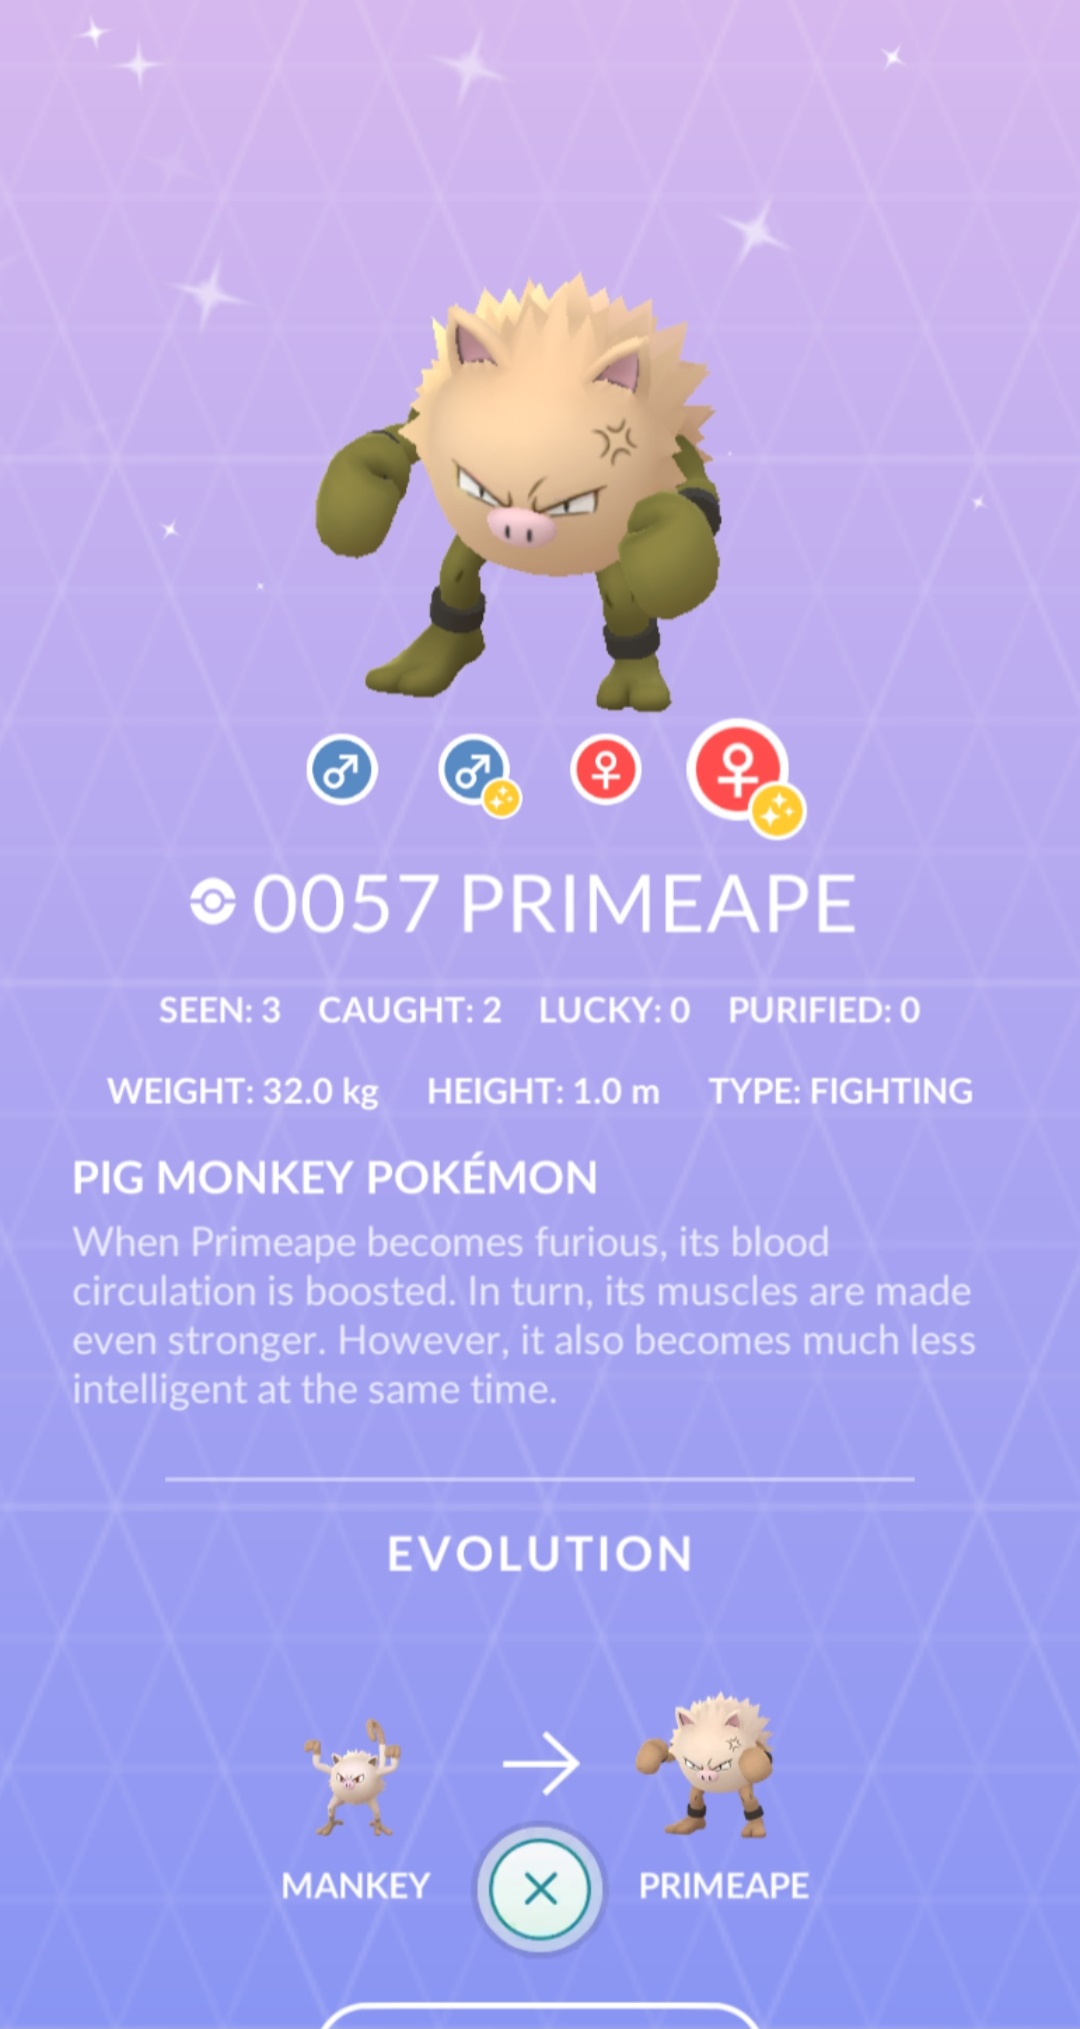 0057 PRIMEAPE
SEEN: 3 CAUGHT: 2 LUCKY: 0 PURIFIED: 0
WEIGHT: 32.0 kg HEIGHT: 1.0 m TYPE: FIGHTING
PIG MONKEY POKÉMON
When Primeape becomes furious, its blood
circulation is boosted. In turn, its muscles are made
even stronger. However, it also becomes much less
intelligent at the same time.
EVOLUTION
MANKEY PRIMEAPE